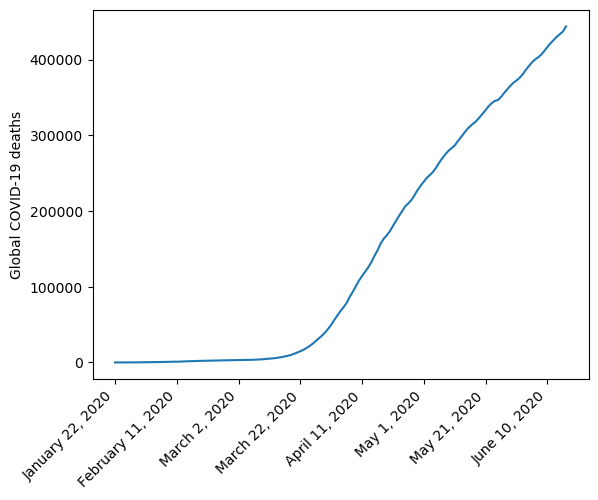 Global COVID-19 deaths
400000
300000
200000
100000
0
January 22, 2020
February 11, 2020
March 2, 2020
March 22, 2020
April 11, 2020
May 1, 2020
May 21, 2020
June 10, 2020